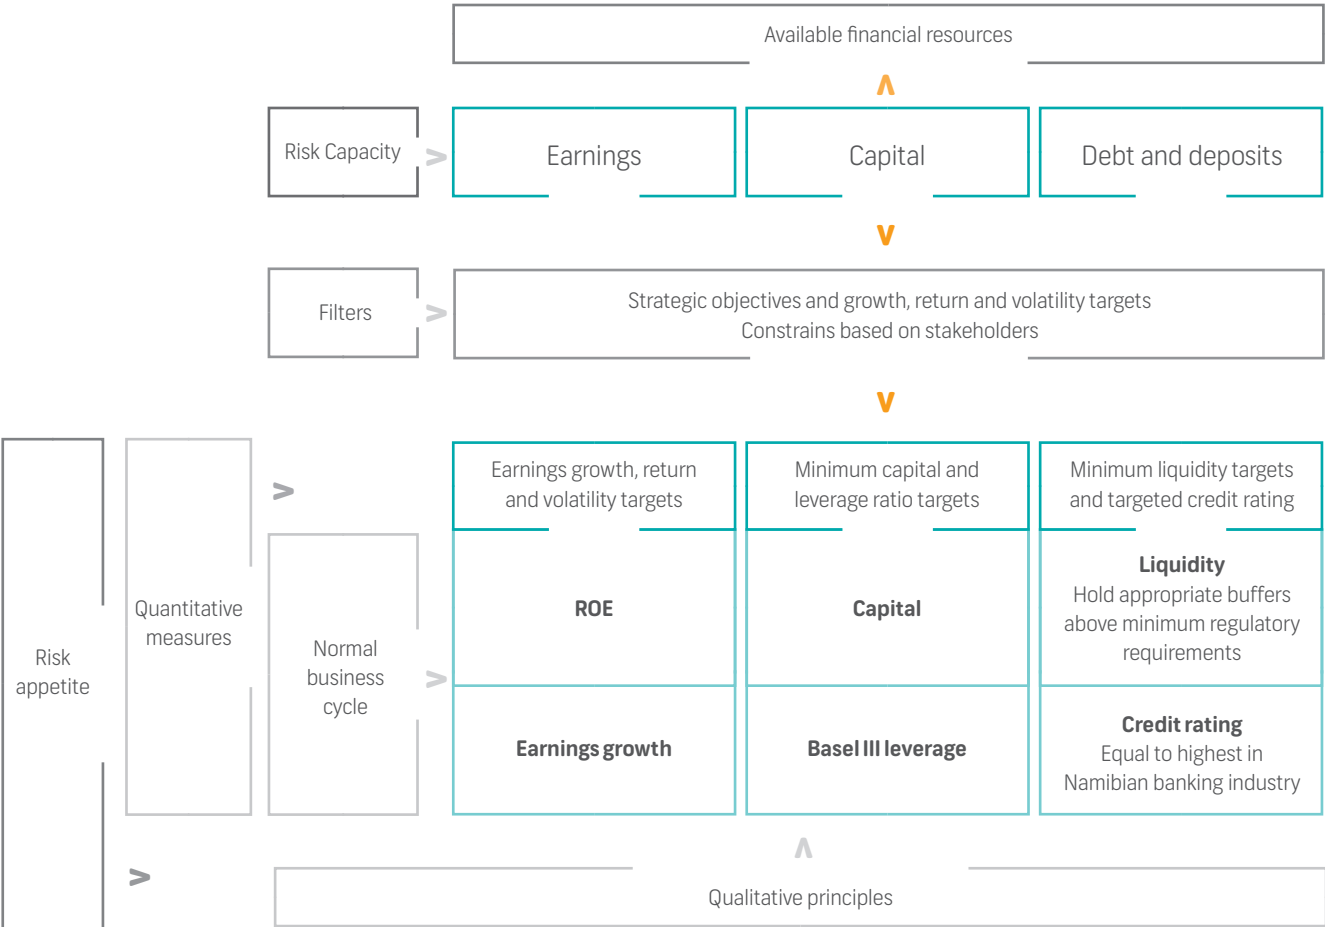 Available financial resources
Risk Capacity
Earnings
Capital
Debt and deposits
Filters
Strategic objectives and growth, return and volatility targets
Constrains based on stakeholders
Risk
appetite
Quantitative
measures
Earnings growth, return
and volatility targets
Minimum capital and
leverage ratio targets
Minimum liquidity targets
and targeted credit rating
Normal
business
cycle
ROE
Capital
Liquidity
Hold appropriate buffers
above minimum regulatory
requirements
Earnings growth
Basel III leverage
Credit rating
Equal to highest in
Namibian banking industry
Qualitative principles